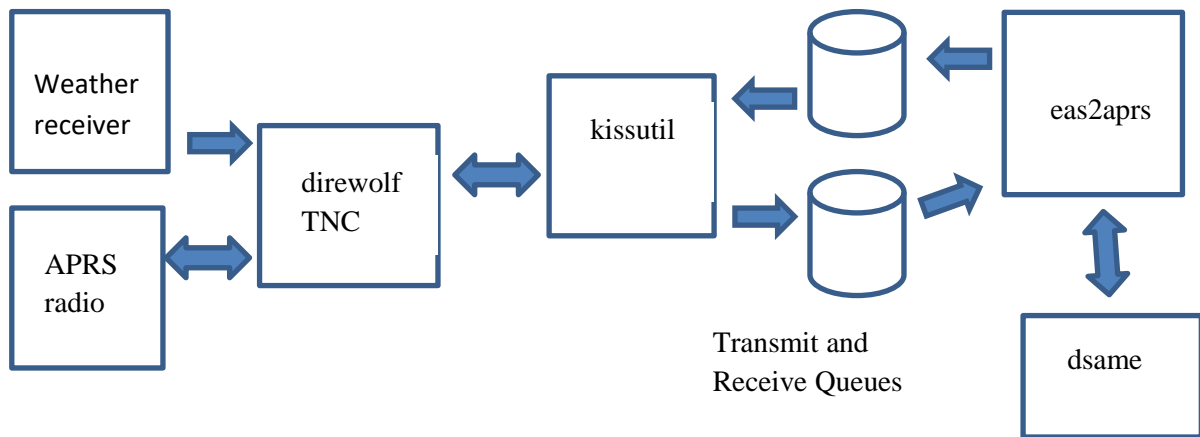 Weather
receiver
APRS
radio
direwolf
TNC
kissutil
Transmit and
Receive Queues
eas2aprs
dsame